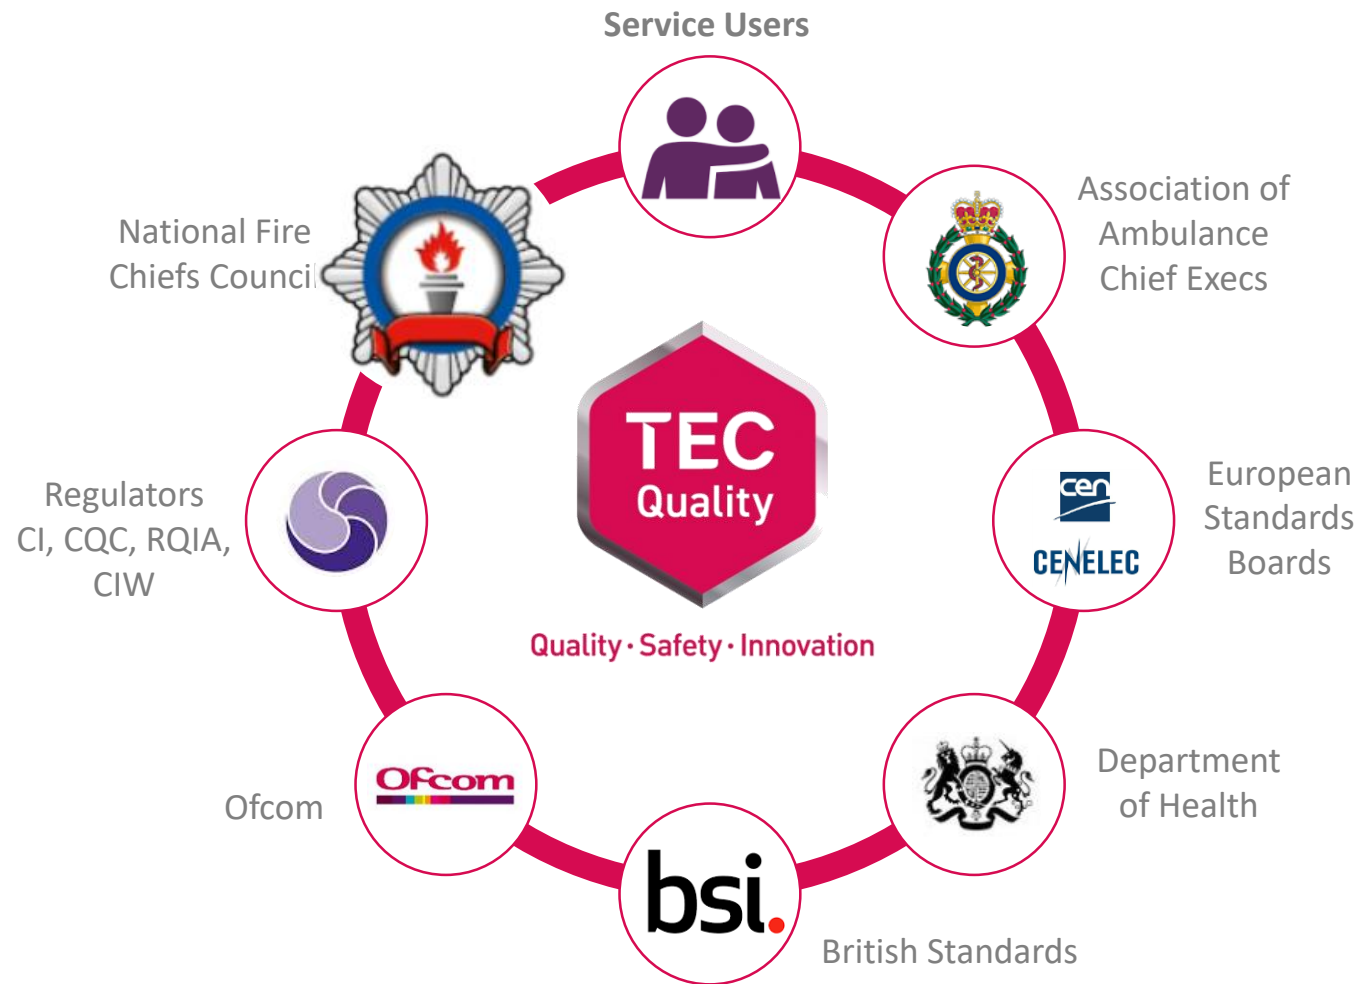 Service Users
Association of
Ambulance
Chief Execs
National Fire
Chiefs Council
TEC
Quality
Quality · Safety · Innovation
European
Standards
Boards
cen
CENELEC
Regulators
CI, CQC, RQIA,
CIW
Department
of Health
Ofcom
Ofcom
bsi.
British Standards